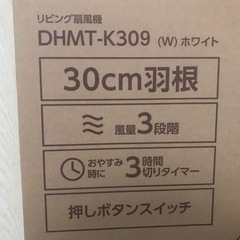 リビング扇風機
DHMT-K309 (W) ホワイト
30cm羽根
風量3段階
おやすみ時に 3時間切りタイマー
押しボタンスイッチ